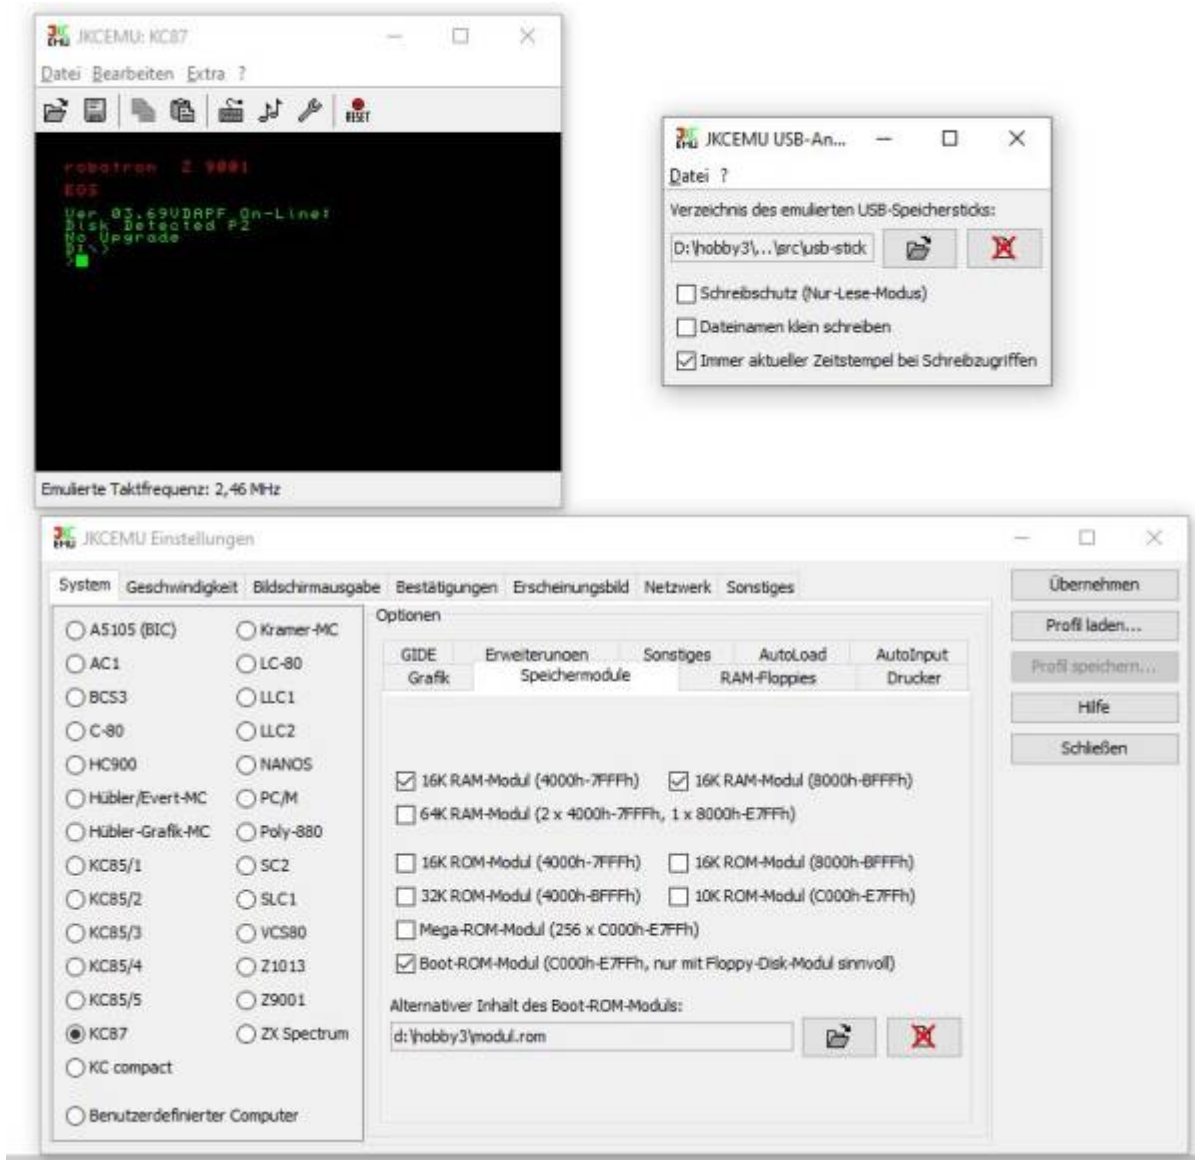 JKCEMU: KC87
Datei Bearbeiten Extra ?
RESET
robotron Z 9001
EOS
Ver 03.69VDAPF On-Line:
Disk Detected P2
No Upgrade
D:\>
>
Emulierte Taktfrequenz: 2,46 MHz
JKCEMU USB-An...
Datei ?
Verzeichnis des emulierten USB-Speichersticks:
D:\hobby3\,...\src\usb-stick
Schreibschutz (Nur-Lese-Modus)
Dateinamen klein schreiben
Immer aktueller Zeitstempel bei Schreibzugriffen
JKCEMU Einstellungen
System Geschwindigkeit Bildschirmausgabe Bestätigungen Erscheinungsbild Netzwerk Sonstiges
A5105 (BIC) Kramer-MC
AC1 LC-80
BCS3 LLC1
C-80 LLC2
HC900 NANOS
Hübler/Evert-MC PC/M
Hübler-Grafik-MC Poly-880
KC85/1 SC2
KC85/2 SLC1
KC85/3 VCS80
KC85/4 Z1013
KC85/5 Z9001
KC87 ZX Spectrum
KC compact
Benutzerdefinierter Computer
Optionen
GIDE Erweiterungen Sonstiges AutoLoad AutoInput
Grafik Speichermodule RAM-Floppies Drucker
16K RAM-Modul (4000h-7FFFh) 16K RAM-Modul (8000h-BFFFh)
64K RAM-Modul (2 x 4000h-7FFFh, 1 x 8000h-E7FFh)
16K ROM-Modul (4000h-7FFFh) 16K ROM-Modul (8000h-BFFFh)
32K ROM-Modul (4000h-BFFFh) 10K ROM-Modul (C000h-E7FFh)
Mega-ROM-Modul (256 x C000h-E7FFh)
Boot-ROM-Modul (C000h-E7FFh, nur mit Floppy-Disk-Modul sinnvoll)
Alternativer Inhalt des Boot-ROM-Moduls:
d:\hobby3\modul.rom
Übernehmen
Profil laden...
Profil speichern...
Hilfe
Schließen